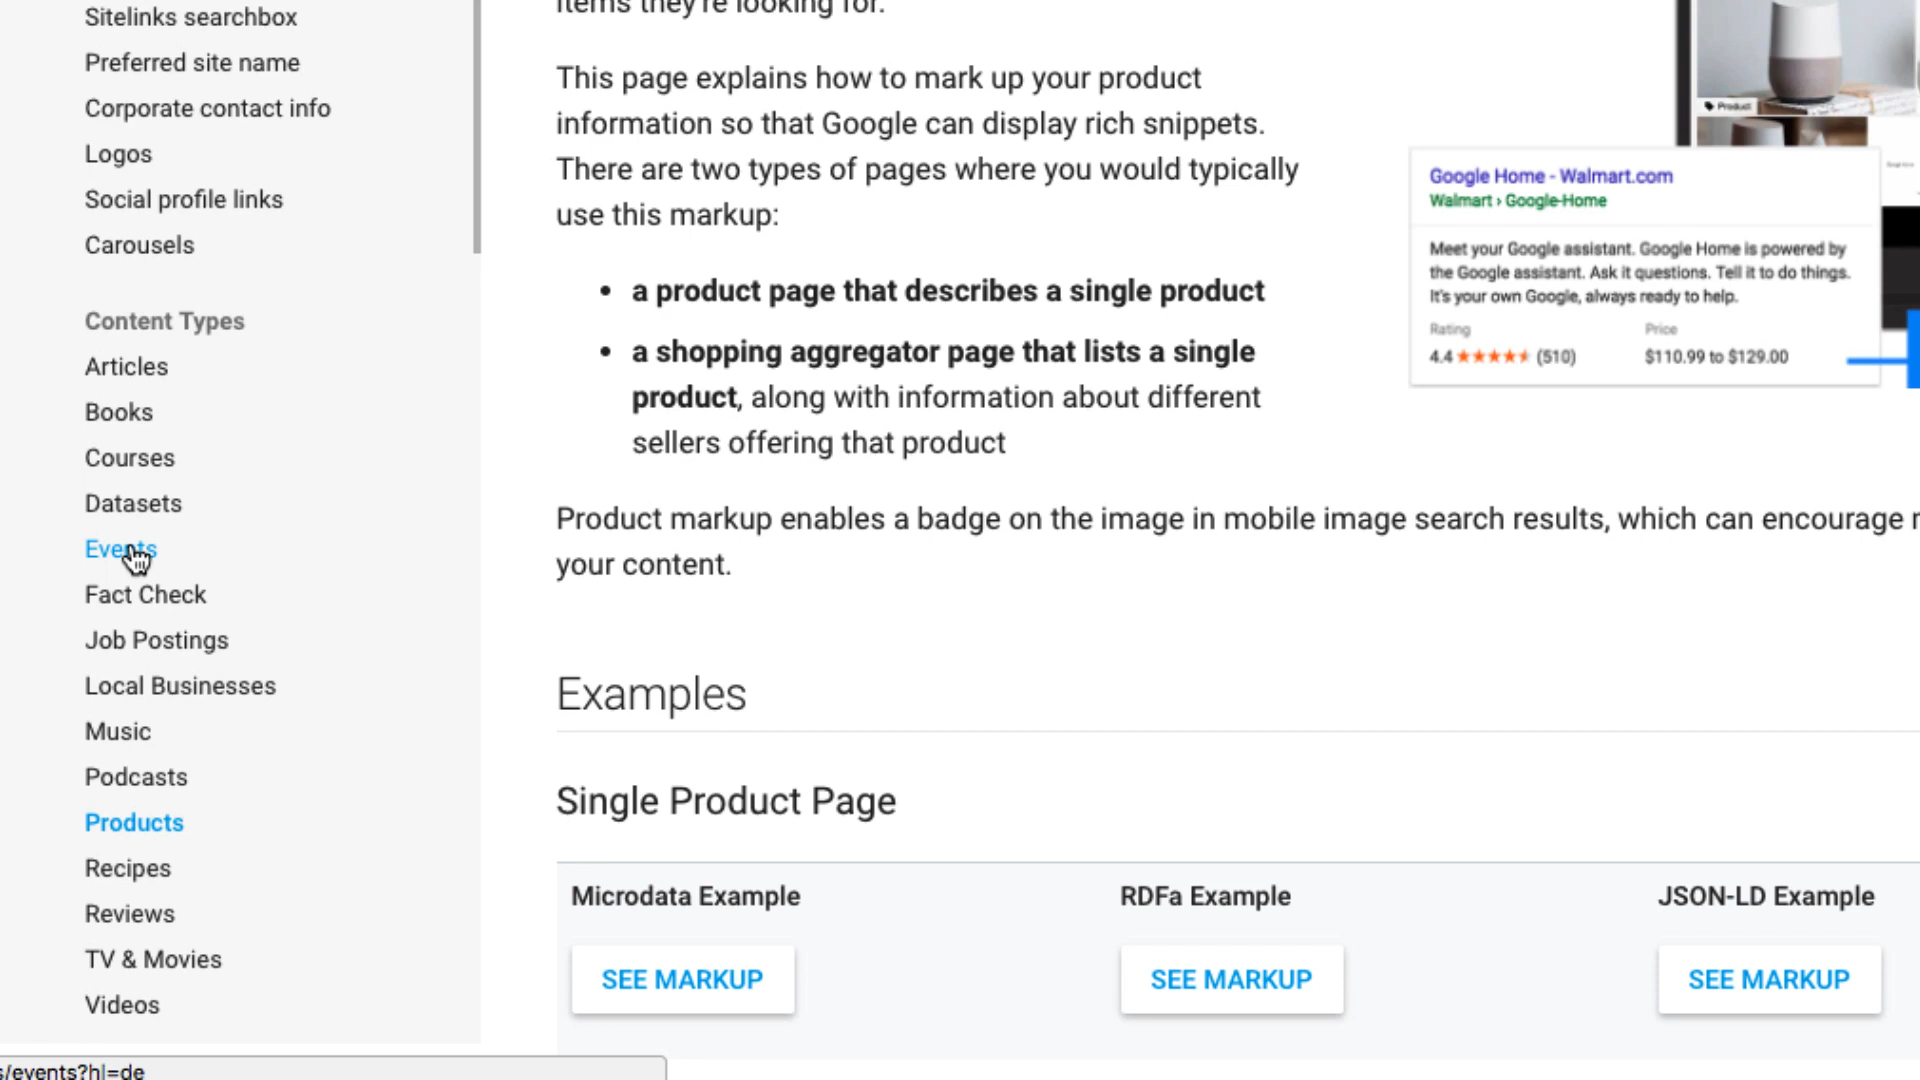 Sitelinks searchbox
Preferred site name
Corporate contact info
Logos
Social profile links
Carousels
Content Types
Articles
Books
Courses
Datasets
Events
Fact Check
Job Postings
Local Businesses
Music
Podcasts
Products
Recipes
Reviews
TV & Movies
Videos
s/events?hl=de
items they're looking for.
This page explains how to mark up your product
information so that Google can display rich snippets.
There are two types of pages where you would typically
use this markup:
• a product page that describes a single product
• a shopping aggregator page that lists a single
product, along with information about different
sellers offering that product
Product
Google Home - Walmart.com
Walmart › Google-Home
Meet your Google assistant. Google Home is powered by
the Google assistant. Ask it questions. Tell it to do things.
It's your own Google, always ready to help.
Rating Price
4.4 ★★★★★ (510) $110.99 to $129.00
Product markup enables a badge on the image in mobile image search results, which can encourage
your content.
Examples
Single Product Page
Microdata Example RDFa Example JSON-LD Example
SEE MARKUP SEE MARKUP SEE MARKUP